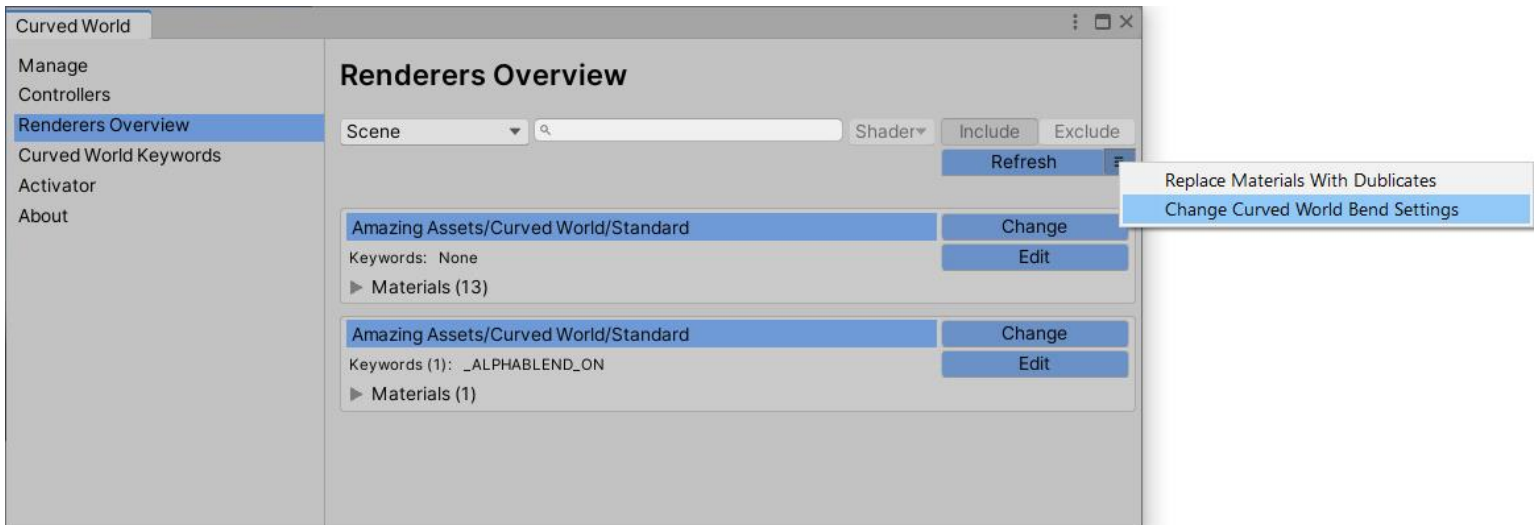 Curved World
Manage
Controllers
Renderers Overview
Curved World Keywords
Activator
About
Renderers Overview
Scene
Shader
Include
Exclude
Refresh
Replace Materials With Dublicates
Change Curved World Bend Settings
Amazing Assets/Curved World/Standard
Change
Keywords: None
Edit
Materials (13)
Amazing Assets/Curved World/Standard
Change
Keywords (1): _ALPHABLEND_ON
Edit
Materials (1)